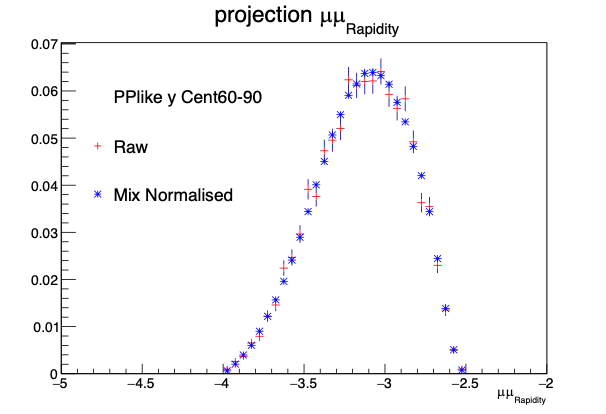 projection μμRapidity
0.07
0.06
0.05
0.04
0.03
0.02
0.01
0
PPlike y Cent60-90
Raw
Mix Normalised
−5 −4.5 −4 −3.5 −3 −2.5 −2
μμRapidity